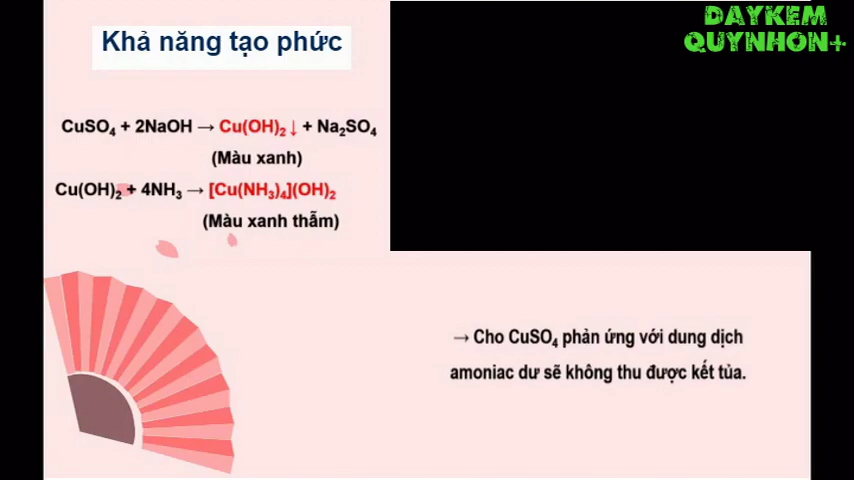 DAYKEM
QUYNHON+
Khả năng tạo phức
CuSO₄ + 2NaOH → Cu(OH)₂ ↓ + Na₂SO₄
(Màu xanh)
Cu(OH)₂ + 4NH₃ → [Cu(NH₃)₄](OH)₂
(Màu xanh thẫm)
→ Cho CuSO₄ phản ứng với dung dịch
amoniac dư sẽ không thu được kết tủa.